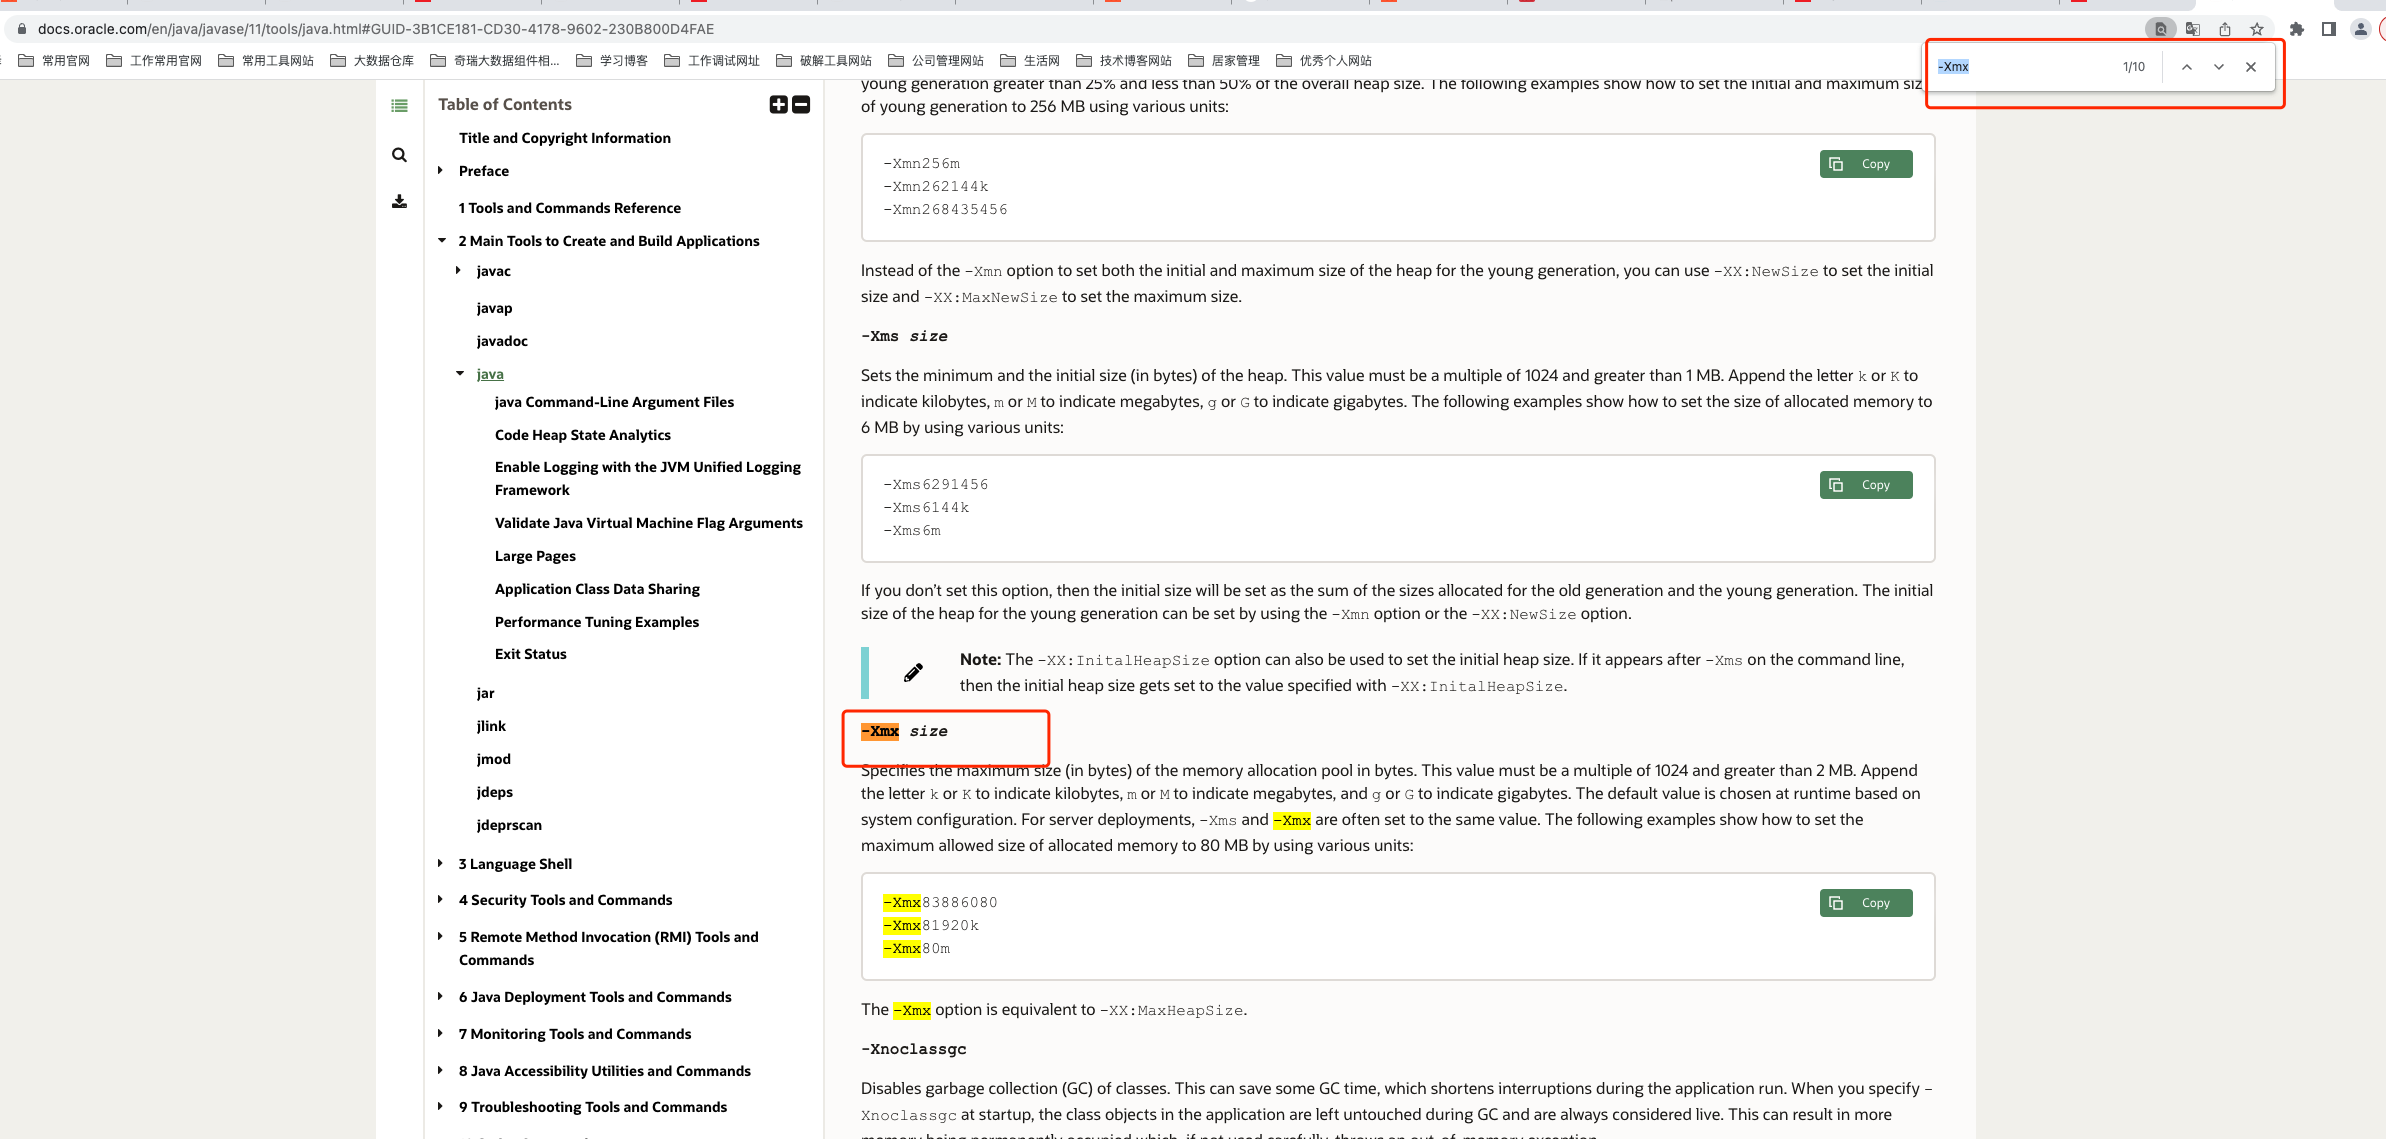 docs.oracle.com/en/java/javase/11/tools/java.html#GUID-3B1CE181-CD30-4178-9602-230B800D4FAE
常用官网 工作常用官网 常用工具网站 大数据仓库 奇瑞大数据组件相... 学习博客 工作调试网址 破解工具网站 公司管理网站 生活网 技术博客网站 居家管理 优秀个人网站
-Xmx 1/10
Table of Contents
Title and Copyright Information
Preface
1 Tools and Commands Reference
2 Main Tools to Create and Build Applications
javac
javap
javadoc
java
java Command-Line Argument Files
Code Heap State Analytics
Enable Logging with the JVM Unified Logging
Framework
Validate Java Virtual Machine Flag Arguments
Large Pages
Application Class Data Sharing
Performance Tuning Examples
Exit Status
jar
jlink
jmod
jdeps
jdeprscan
3 Language Shell
4 Security Tools and Commands
5 Remote Method Invocation (RMI) Tools and
Commands
6 Java Deployment Tools and Commands
7 Monitoring Tools and Commands
8 Java Accessibility Utilities and Commands
9 Troubleshooting Tools and Commands
young generation greater than 25% and less than 50% of the overall heap size. The following examples show how to set the initial and maximum siz
of young generation to 256 MB using various units:
-Xmn256m
-Xmn262144k
-Xmn268435456
Copy
Instead of the -Xmn option to set both the initial and maximum size of the heap for the young generation, you can use -XX:NewSize to set the initial
size and -XX:MaxNewSize to set the maximum size.
-Xms size
Sets the minimum and the initial size (in bytes) of the heap. This value must be a multiple of 1024 and greater than 1 MB. Append the letter k or K to
indicate kilobytes, m or M to indicate megabytes, g or G to indicate gigabytes. The following examples show how to set the size of allocated memory to
6 MB by using various units:
-Xms6291456
-Xms6144k
-Xms6m
Copy
If you don’t set this option, then the initial size will be set as the sum of the sizes allocated for the old generation and the young generation. The initial
size of the heap for the young generation can be set by using the -Xmn option or the -XX:NewSize option.
Note: The -XX:InitalHeapSize option can also be used to set the initial heap size. If it appears after -Xms on the command line,
then the initial heap size gets set to the value specified with -XX:InitalHeapSize.
-Xmx size
Specifies the maximum size (in bytes) of the memory allocation pool in bytes. This value must be a multiple of 1024 and greater than 2 MB. Append
the letter k or K to indicate kilobytes, m or M to indicate megabytes, and g or G to indicate gigabytes. The default value is chosen at runtime based on
system configuration. For server deployments, -Xms and -Xmx are often set to the same value. The following examples show how to set the
maximum allowed size of allocated memory to 80 MB by using various units:
-Xmx83886080
-Xmx81920k
-Xmx80m
Copy
The -Xmx option is equivalent to -XX:MaxHeapSize.
-Xnoclassgc
Disables garbage collection (GC) of classes. This can save some GC time, which shortens interruptions during the application run. When you specify -
Xnoclassgc at startup, the class objects in the application are left untouched during GC and are always considered live. This can result in more
memory being permanently occupied which, if not used carefully, throws an out-of-memory exception.